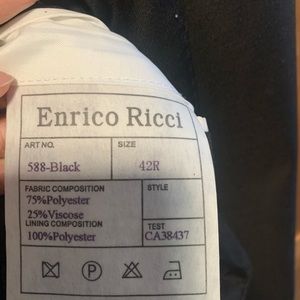 Enrico Ricci
ART NO. SIZE
588-Black 42R
FABRIC COMPOSITION STYLE
75%Polyester
25%Viscose
LINING COMPOSITION TEST
100%Polyester CA38437
P